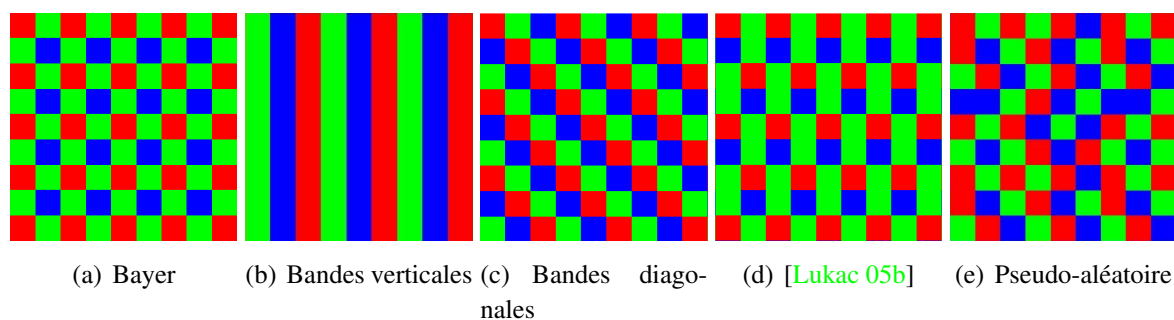 (a) Bayer
(b) Bandes verticales
(c) Bandes diago-
nales
(d) [Lukac 05b]
(e) Pseudo-aléatoire